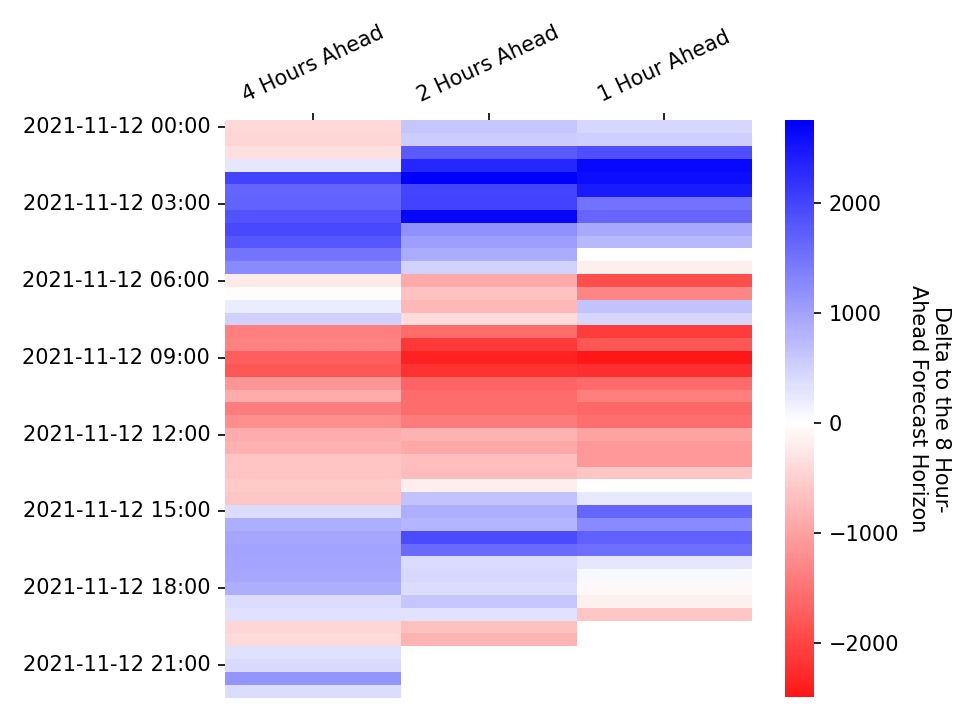 4 Hours Ahead
2 Hours Ahead
1 Hour Ahead
2021-11-12 00:00
2021-11-12 03:00
2021-11-12 06:00
2021-11-12 09:00
2021-11-12 12:00
2021-11-12 15:00
2021-11-12 18:00
2021-11-12 21:00
2000
1000
0
−1000
−2000
Delta to the 8 Hour-
Ahead Forecast Horizon